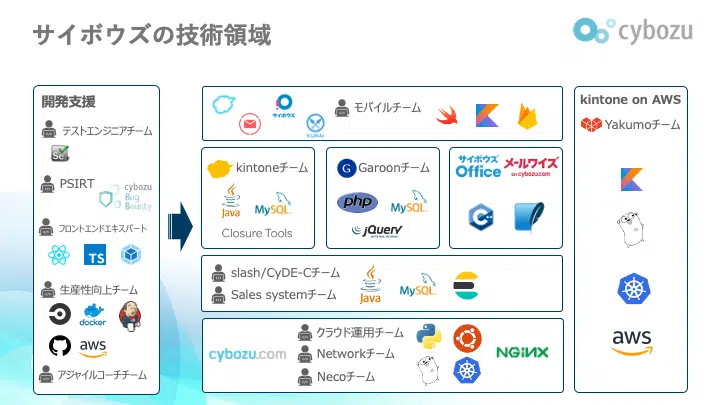 サイボウズの技術領域
cybozu
開発支援
テストエンジニアチーム
Se
PSIRT
cybozu
Bug
Bounty
フロントエンドエキスパート
TS
生産性向上チーム
docker
aws
アジャイルコーチチーム
サイボウズ
KUNAI
モバイルチーム
kintoneチーム
Java
MySQL
Closure Tools
G
Garoonチーム
php
MySQL
jQuery
サイボウズ
Office
メールワイズ
on cybozu.com
C++
slash/CyDE-Cチーム
Sales systemチーム
Java
MySQL
cybozu.com
クラウド運用チーム
Networkチーム
Necoチーム
NGINX
kintone on AWS
Yakumoチーム
aws